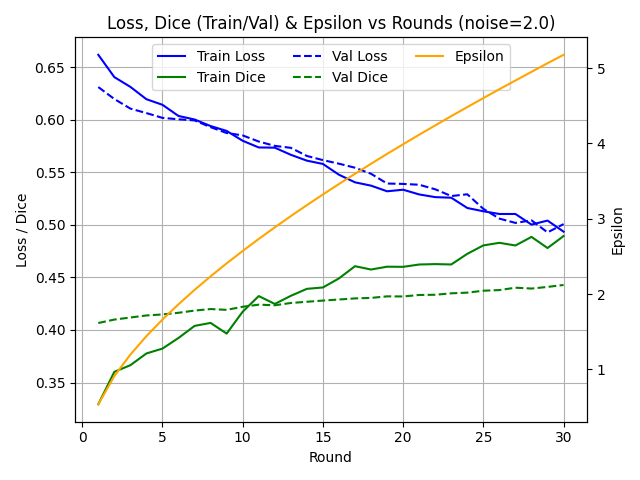 Loss, Dice (Train/Val) & Epsilon vs Rounds (noise=2.0)
Train Loss
Train Dice
Val Loss
Val Dice
Epsilon
Loss / Dice
0.65
0.60
0.55
0.50
0.45
0.40
0.35
5
4
3
2
1
Epsilon
0 5 10 15 20 25 30
Round